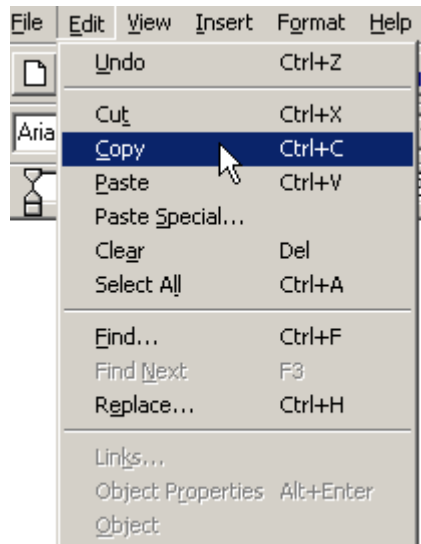 File Edit View Insert Format Help
Undo Ctrl+Z
Cut Ctrl+X
Aria
Copy Ctrl+C
Paste Ctrl+V
Paste Special...
Clear Del
Select All Ctrl+A
Find... Ctrl+F
Find Next F3
Replace... Ctrl+H
Links...
Object Properties Alt+Enter
Object